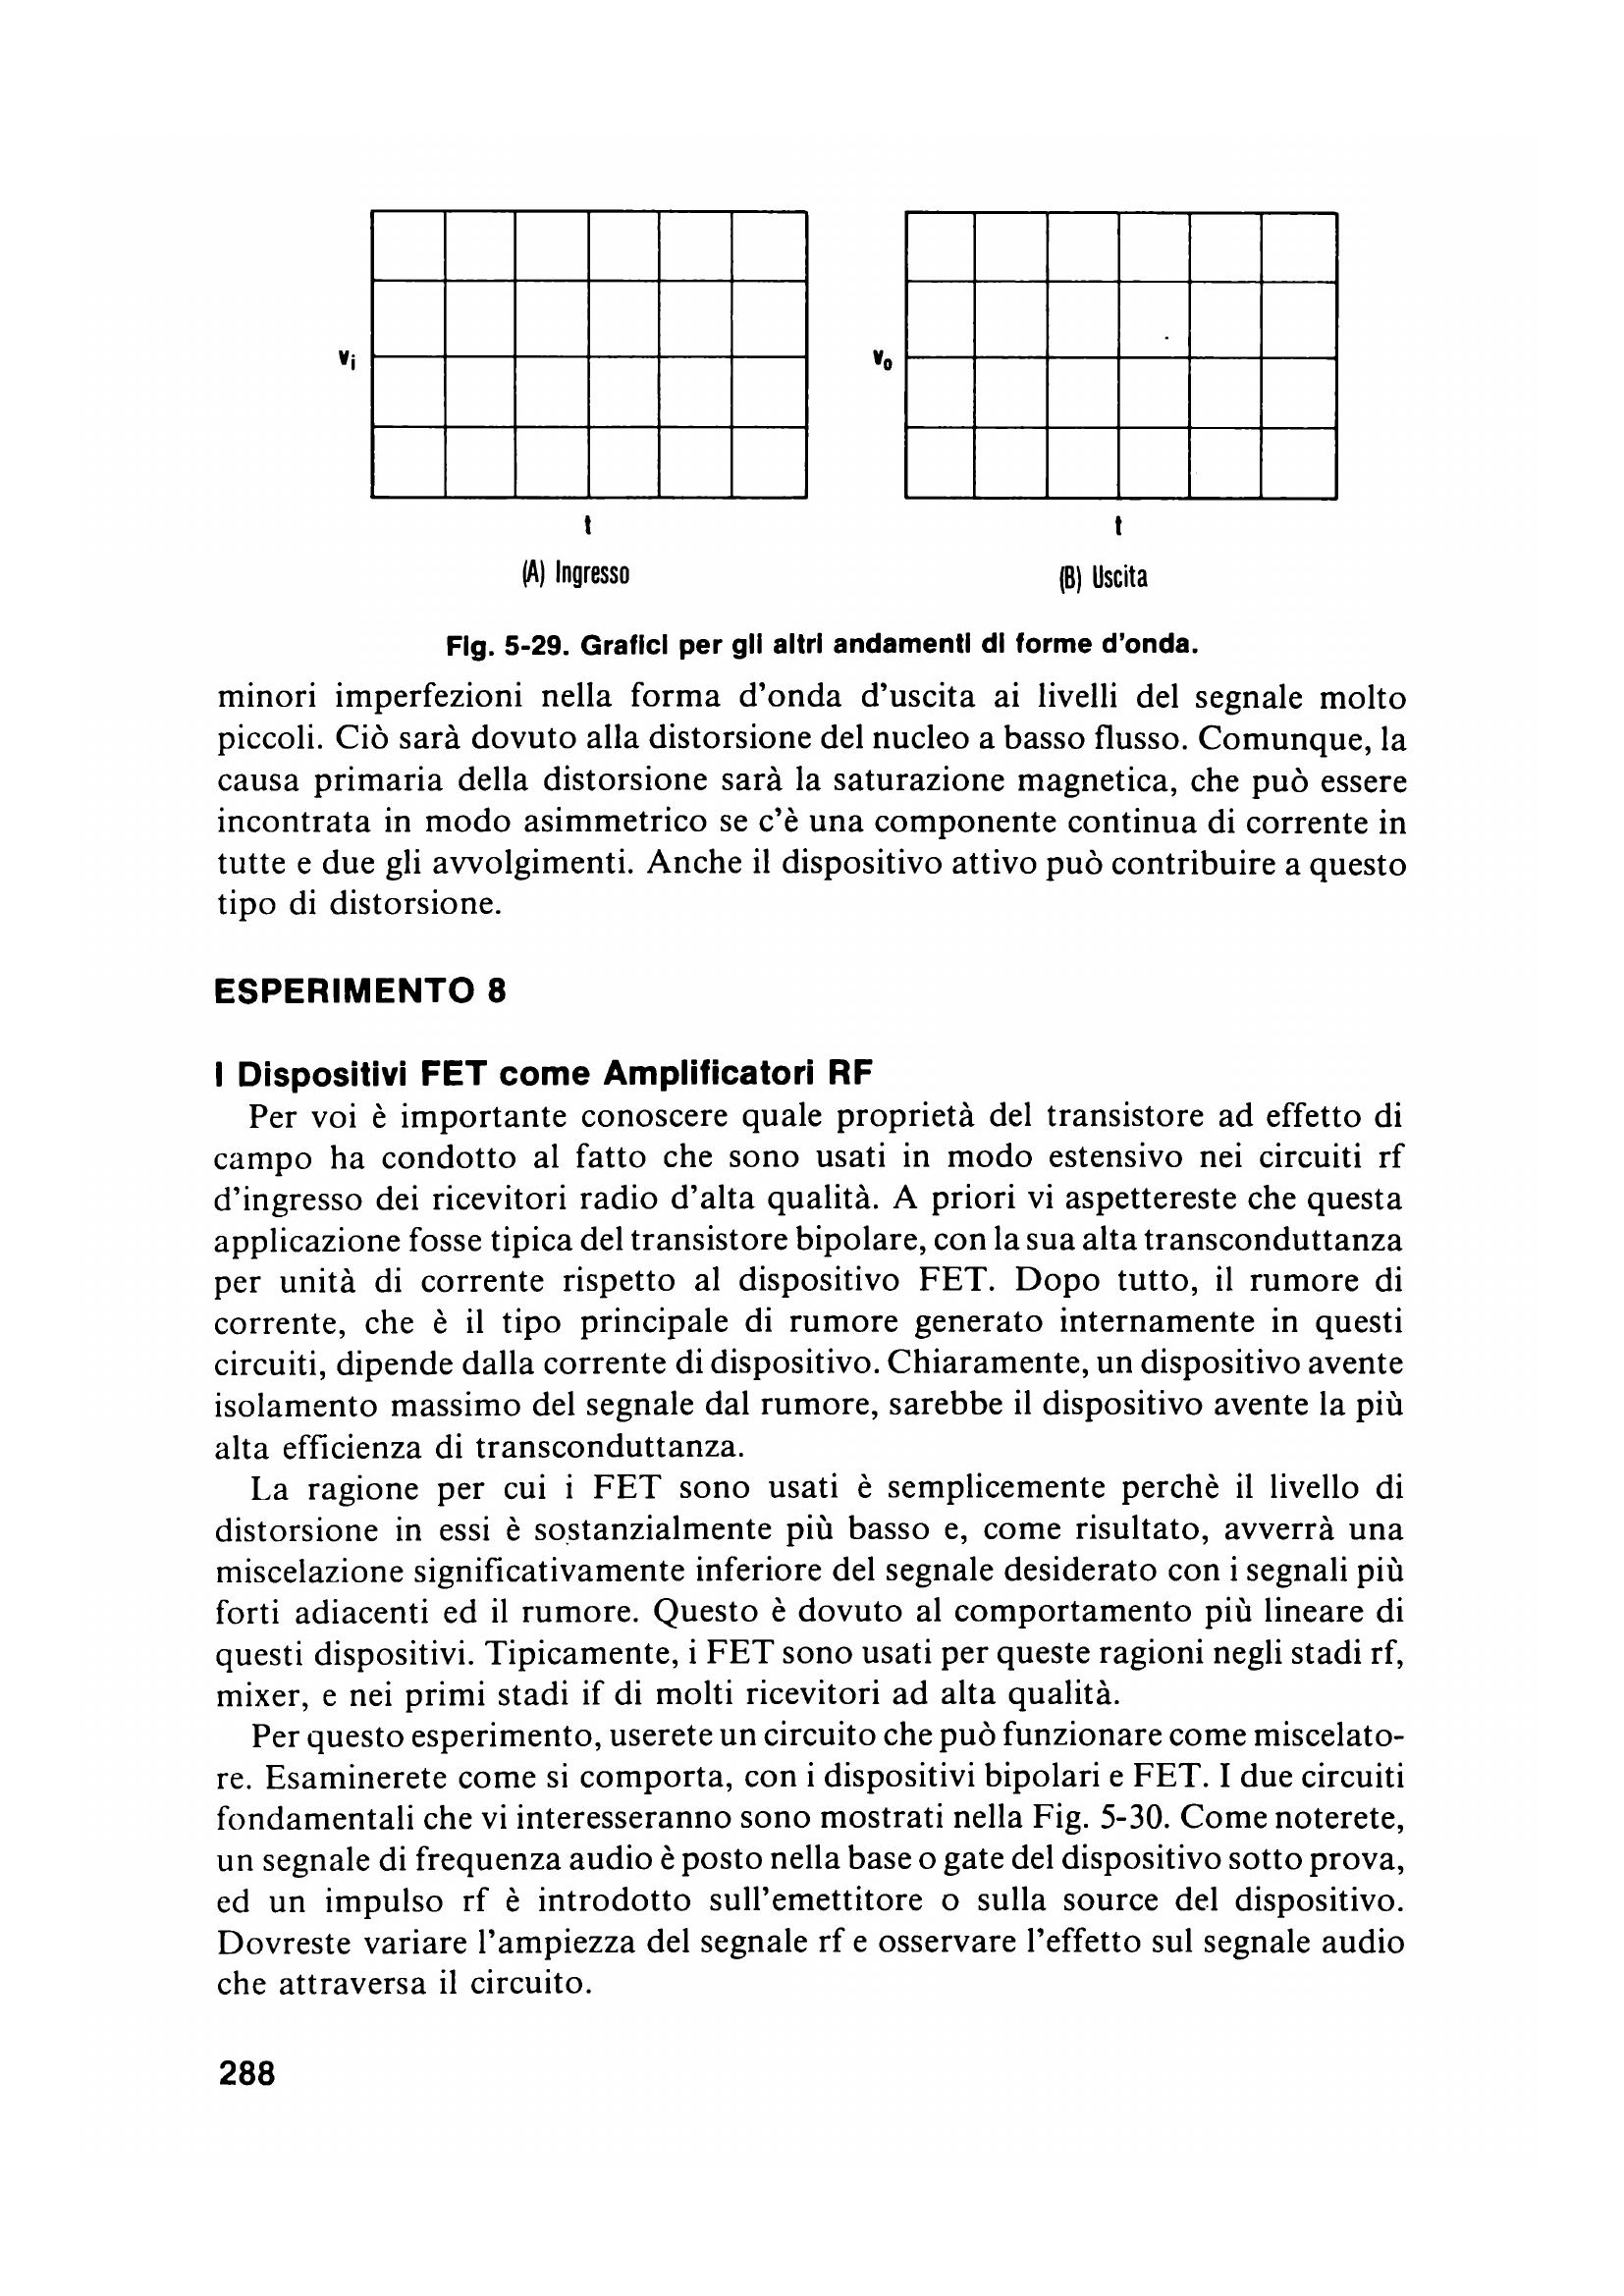 vi
vo
t
t
(A) Ingresso
(B) Uscita
Fig. 5-29. Grafici per gli altri andamenti di forme d'onda.
minori imperfezioni nella forma d'onda d'uscita ai livelli del segnale molto
piccoli. Ciò sarà dovuto alla distorsione del nucleo a basso flusso. Comunque, la
causa primaria della distorsione sarà la saturazione magnetica, che può essere
incontrata in modo asimmetrico se c'è una componente continua di corrente in
tutte e due gli avvolgimenti. Anche il dispositivo attivo può contribuire a questo
tipo di distorsione.
ESPERIMENTO 8
I Dispositivi FET come Amplificatori RF
Per voi è importante conoscere quale proprietà del transistore ad effetto di
campo ha condotto al fatto che sono usati in modo estensivo nei circuiti rf
d'ingresso dei ricevitori radio d'alta qualità. A priori vi aspettereste che questa
applicazione fosse tipica del transistore bipolare, con la sua alta transconduttanza
per unità di corrente rispetto al dispositivo FET. Dopo tutto, il rumore di
corrente, che è il tipo principale di rumore generato internamente in questi
circuiti, dipende dalla corrente di dispositivo. Chiaramente, un dispositivo avente
isolamento massimo del segnale dal rumore, sarebbe il dispositivo avente la più
alta efficienza di transconduttanza.
La ragione per cui i FET sono usati è semplicemente perchè il livello di
distorsione in essi è sostanzialmente più basso e, come risultato, avverrà una
miscelazione significativamente inferiore del segnale desiderato con i segnali più
forti adiacenti ed il rumore. Questo è dovuto al comportamento più lineare di
questi dispositivi. Tipicamente, i FET sono usati per queste ragioni negli stadi rf,
mixer, e nei primi stadi if di molti ricevitori ad alta qualità.
Per questo esperimento, userete un circuito che può funzionare come miscelato-
re. Esaminerete come si comporta, con i dispositivi bipolari e FET. I due circuiti
fondamentali che vi interesseranno sono mostrati nella Fig. 5-30. Come noterete,
un segnale di frequenza audio è posto nella base o gate del dispositivo sotto prova,
ed un impulso rf è introdotto sull'emettitore o sulla source del dispositivo.
Dovreste variare l'ampiezza del segnale rf e osservare l'effetto sul segnale audio
che attraversa il circuito.
288